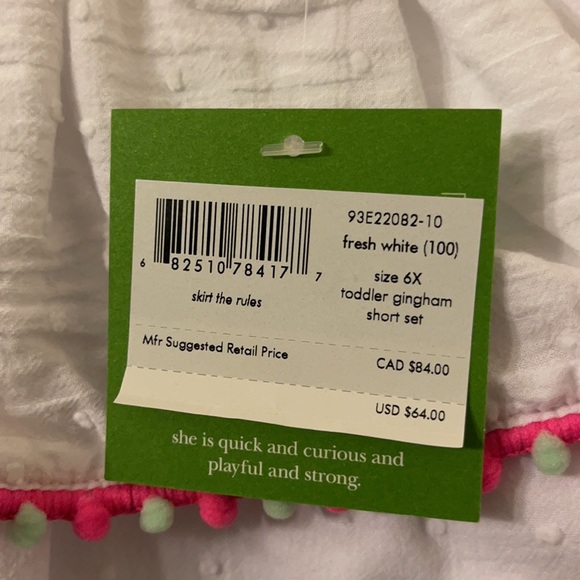 93E22082-10
fresh white (100)
size 6X
toddler gingham
short set
6 82510 78417 7
skirt the rules
Mfr Suggested Retail Price
CAD $84.00
USD $64.00
she is quick and curious and
playful and strong.